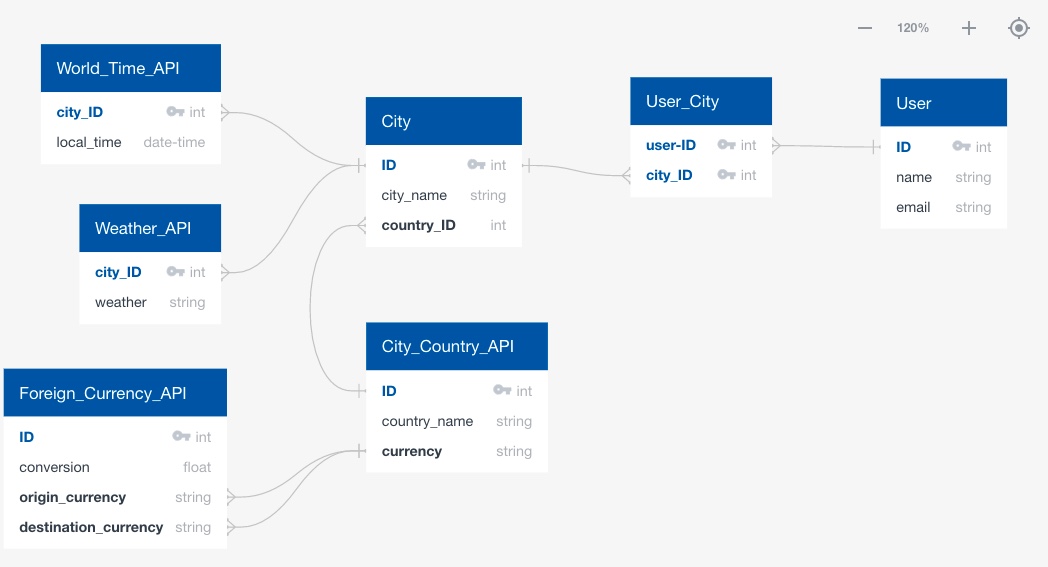 120%
World_Time_API
city_ID int
local_time date-time
Weather_API
city_ID int
weather string
Foreign_Currency_API
ID int
conversion float
origin_currency string
destination_currency string
City
ID int
city_name string
country_ID int
City_Country_API
ID int
country_name string
currency string
User_City
user-ID int
city_ID int
User
ID int
name string
email string